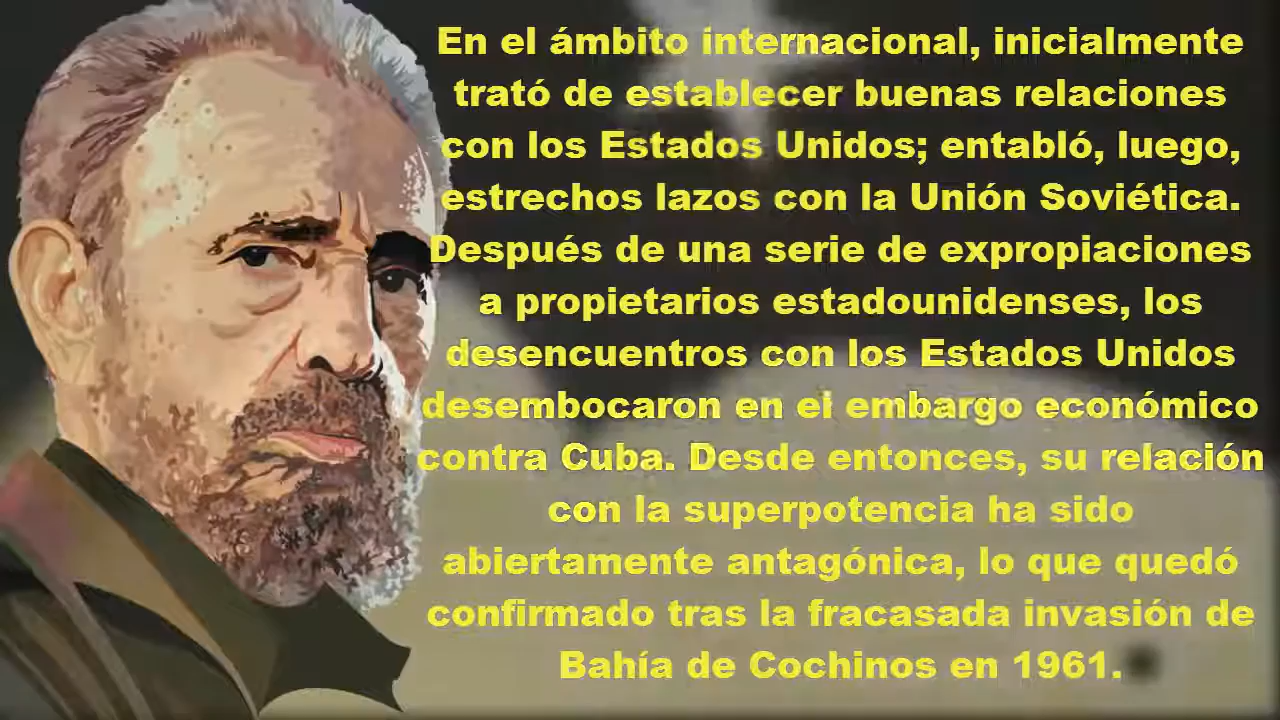 En el ámbito internacional, inicialmente
trató de establecer buenas relaciones
con los Estados Unidos; entabló, luego,
estrechos lazos con la Unión Soviética.
Después de una serie de expropiaciones
a propietarios estadounidenses, los
desencuentros con los Estados Unidos
desembocaron en el embargo económico
contra Cuba. Desde entonces, su relación
con la superpotencia ha sido
abiertamente antagónica, lo que quedó
confirmado tras la fracasada invasión de
Bahía de Cochinos en 1961.